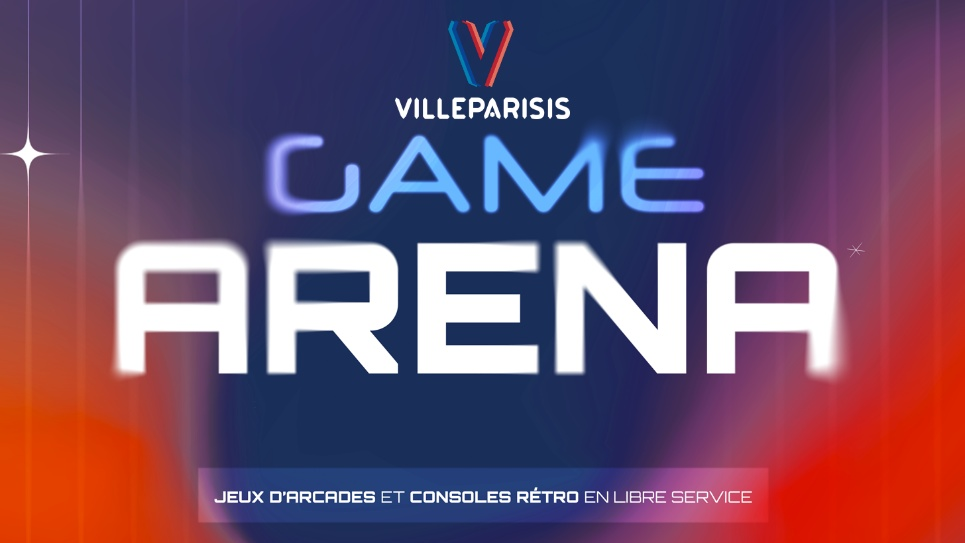 VILLEPARISIS
GAME
ARENA
JEUX D'ARCADES ET CONSOLES RÉTRO EN LIBRE SERVICE